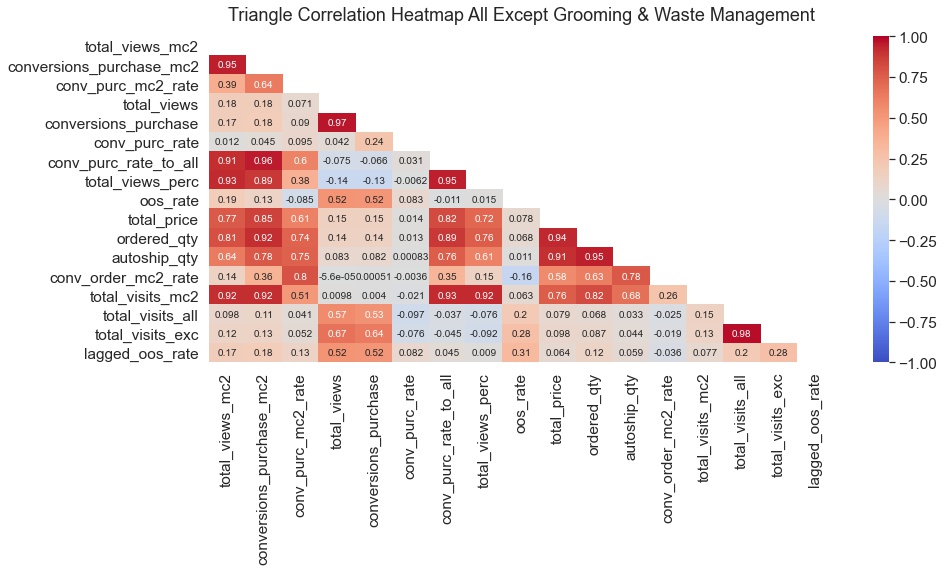 Triangle Correlation Heatmap All Except Grooming & Waste Management
total_views_mc2
conversions_purchase_mc2 0.95
conv_purc_mc2_rate 0.39 0.64
total_views 0.18 0.18 0.071
conversions_purchase 0.17 0.18 0.09 0.97
conv_purc_rate 0.012 0.045 0.095 0.042 0.24
conv_purc_rate_to_all 0.91 0.96 0.6 -0.075 -0.066 0.031
total_views_perc 0.93 0.89 0.38 -0.14 -0.13 -0.0062 0.95
oos_rate 0.19 0.13 -0.085 0.52 0.52 0.083 -0.011 0.015
total_price 0.77 0.85 0.61 0.15 0.15 0.014 0.82 0.72 0.078
ordered_qty 0.81 0.92 0.74 0.14 0.14 0.013 0.89 0.76 0.068 0.94
autoship_qty 0.64 0.78 0.75 0.083 0.082 0.00083 0.76 0.61 0.011 0.91 0.95
conv_order_mc2_rate 0.14 0.36 0.8 -5.6e-05 0.00051 -0.0036 0.35 0.15 -0.16 0.58 0.63 0.78
total_visits_mc2 0.92 0.92 0.51 0.0098 0.004 -0.021 0.93 0.92 0.063 0.76 0.82 0.68 0.26
total_visits_all 0.098 0.11 0.041 0.57 0.53 -0.097 -0.037 -0.076 0.2 0.079 0.068 0.033 -0.025 0.15
total_visits_exc 0.12 0.13 0.052 0.67 0.64 -0.076 -0.045 -0.092 0.28 0.098 0.087 0.044 -0.019 0.13 0.98
lagged_oos_rate 0.17 0.18 0.13 0.52 0.52 0.082 0.045 0.009 0.31 0.064 0.12 0.059 -0.036 0.077 0.2 0.28
total_views_mc2
conversions_purchase_mc2
conv_purc_mc2_rate
total_views
conversions_purchase
conv_purc_rate
conv_purc_rate_to_all
total_views_perc
oos_rate
total_price
ordered_qty
autoship_qty
conv_order_mc2_rate
total_visits_mc2
total_visits_all
total_visits_exc
lagged_oos_rate
1.00
0.75
0.50
0.25
0.00
−0.25
−0.50
−0.75
−1.00